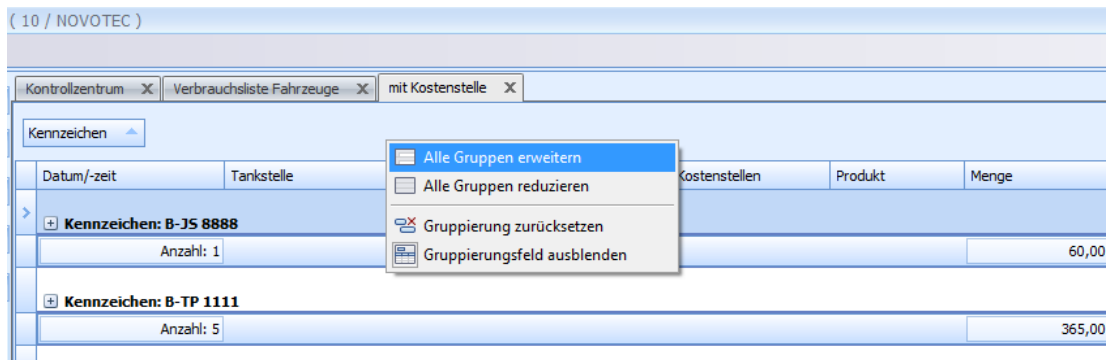 ( 10 / NOVOTEC )
Kontrollzentrum X Verbrauchsliste Fahrzeuge X mit Kostenstelle X
Kennzeichen
Alle Gruppen erweitern
Alle Gruppen reduzieren
Gruppierung zurücksetzen
Gruppierungsfeld ausblenden
Datum/-zeit Tankstelle Kostenstellen Produkt Menge
Kennzeichen: B-JS 8888
Anzahl: 1 60,00
Kennzeichen: B-TP 1111
Anzahl: 5 365,00